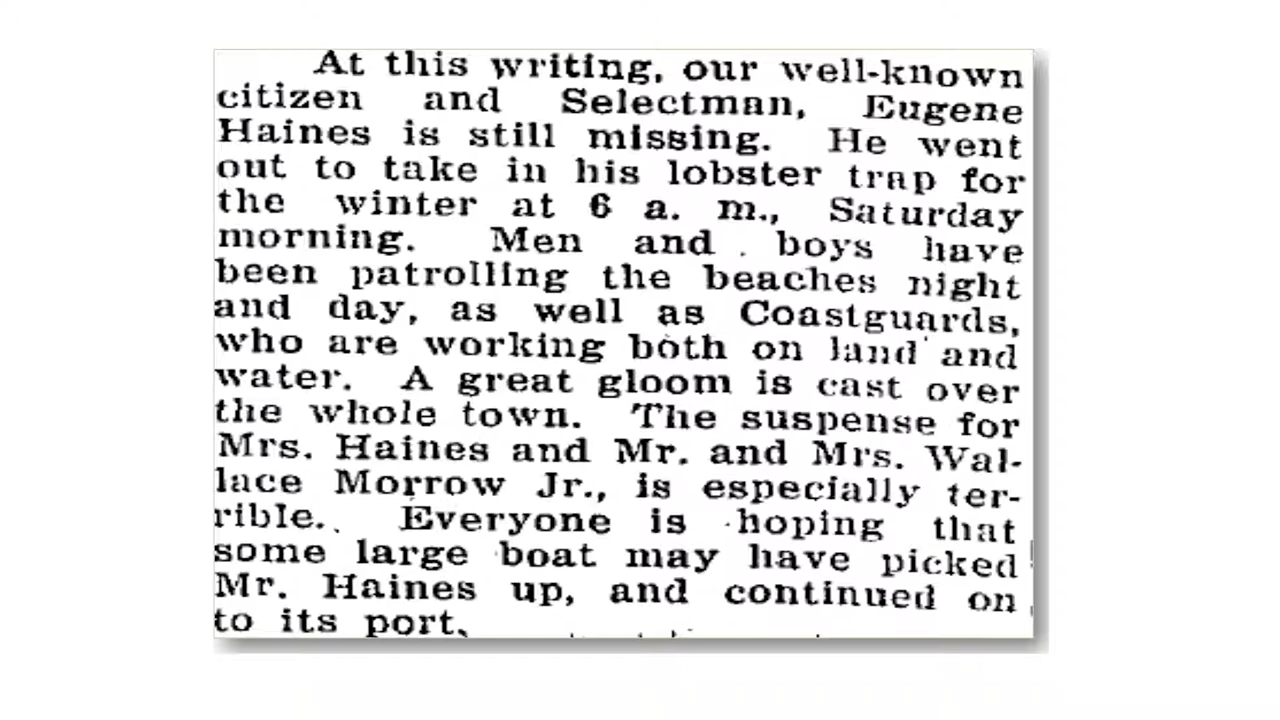 At this writing, our well-known
citizen and Selectman, Eugene
Haines is still missing. He went
out to take in his lobster trap for
the winter at 6 a. m., Saturday
morning. Men and boys have
been patrolling the beaches night
and day, as well as Coastguards,
who are working both on land and
water. A great gloom is cast over
the whole town. The suspense for
Mrs. Haines and Mr. and Mrs. Wal-
lace Morrow Jr., is especially ter-
rible. Everyone is hoping that
some large boat may have picked
Mr. Haines up, and continued on
to its port.